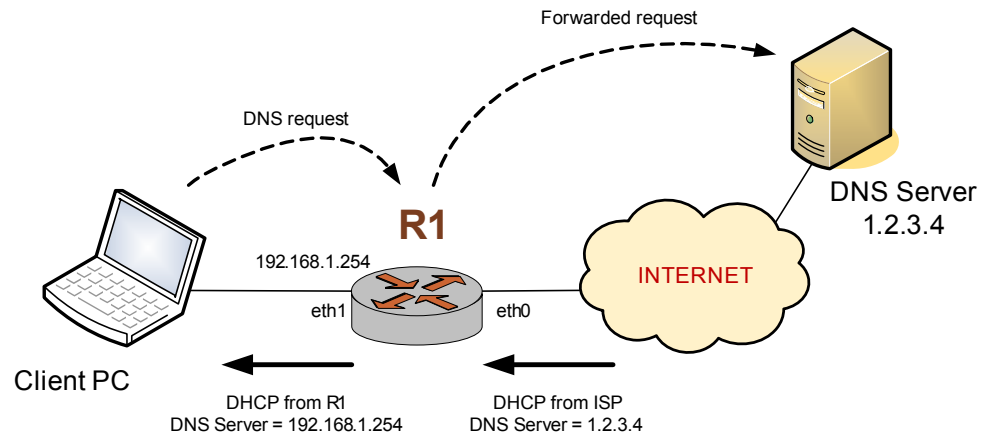 Forwarded request
DNS request
DNS Server
1.2.3.4
R1
192.168.1.254
INTERNET
eth1
eth0
Client PC
DHCP from R1
DNS Server = 192.168.1.254
DHCP from ISP
DNS Server = 1.2.3.4